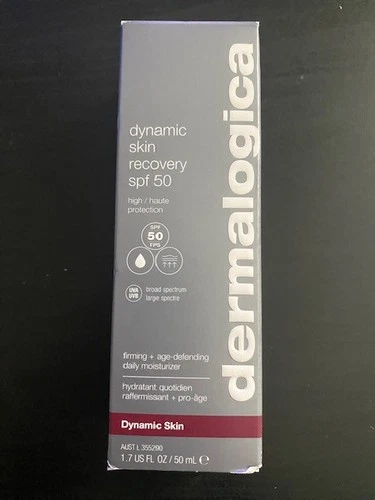 dermalogica
dynamic
skin
recovery
spf 50
high / haute
protection
SPF
50
FPS
UVA
UVB
broad spectrum
large spectre
firming + age-defending
daily moisturizer
hydratant quotidien
raffermissant + pro-âge
Dynamic Skin
AUST L 355290
1.7 US FL OZ / 50 mL ℮